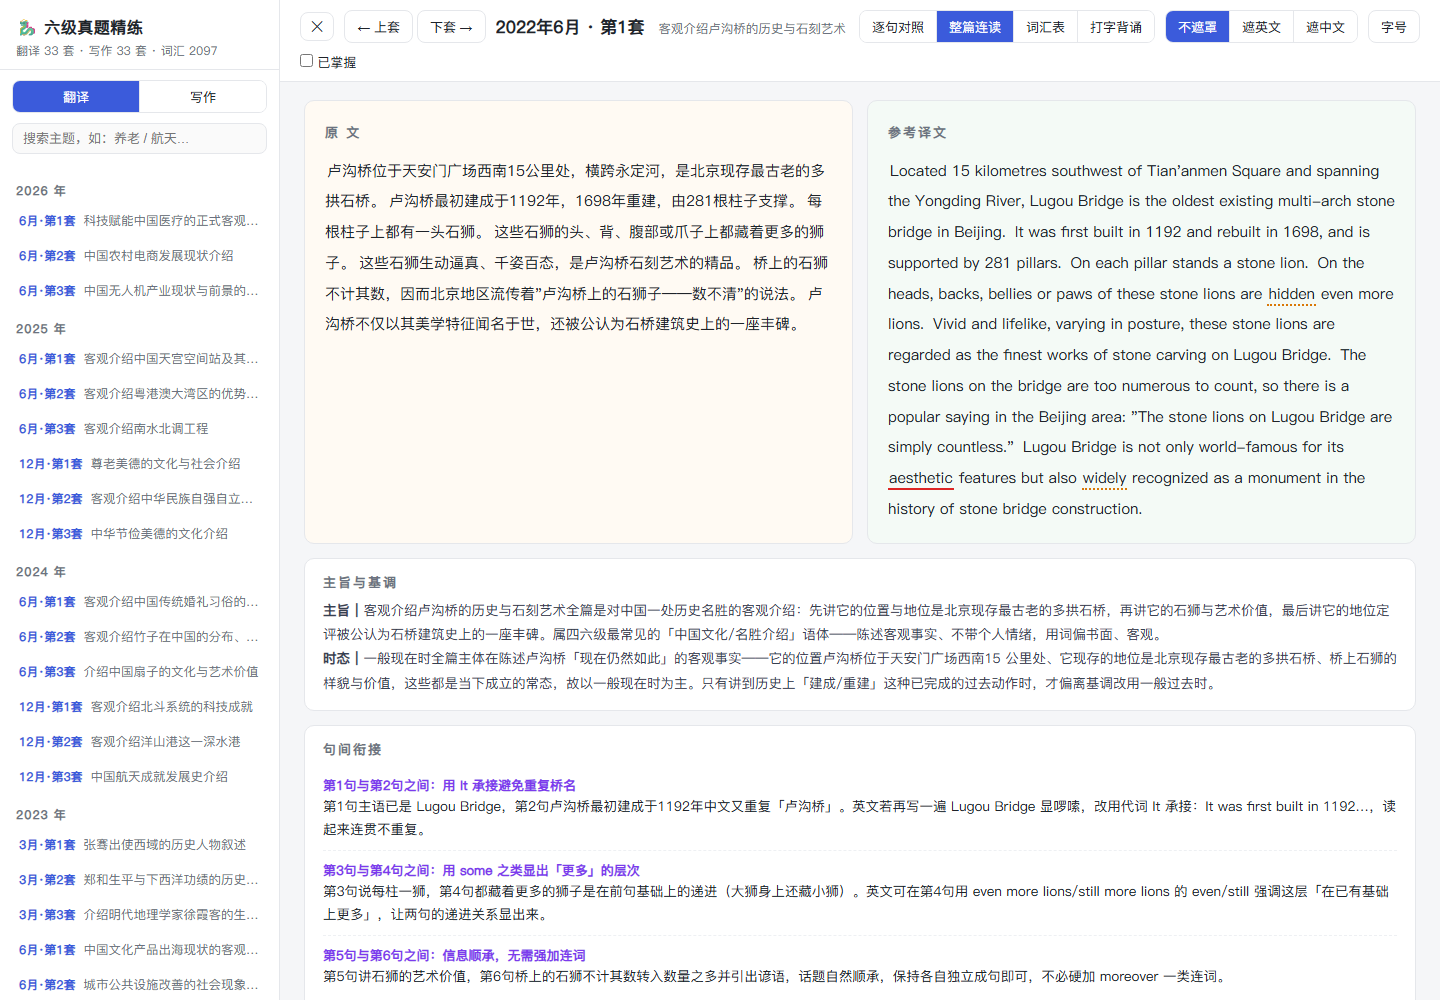 🐉 六级真题精练
翻译 33 套 · 写作 33 套 · 词汇 2097
翻译
写作
搜索主题，如：养老 / 航天…
2026 年
6月·第1套 科技赋能中国医疗的正式客观…
6月·第2套 中国农村电商发展现状介绍
6月·第3套 中国无人机产业现状与前景的…
2025 年
6月·第1套 客观介绍中国天宫空间站及其…
6月·第2套 客观介绍粤港澳大湾区的优势…
6月·第3套 客观介绍南水北调工程
12月·第1套 尊老美德的文化与社会介绍
12月·第2套 客观介绍中华民族自强自立…
12月·第3套 中华节俭美德的文化介绍
2024 年
6月·第1套 客观介绍中国传统婚礼习俗的…
6月·第2套 客观介绍竹子在中国的分布、…
6月·第3套 介绍中国扇子的文化与艺术价值
12月·第1套 客观介绍北斗系统的科技成就
12月·第2套 客观介绍洋山港这一深水港
12月·第3套 中国航天成就发展史介绍
2023 年
3月·第1套 张骞出使西域的历史人物叙述
3月·第2套 郑和生平与下西洋功绩的历史…
3月·第3套 介绍明代地理学家徐霞客的生…
6月·第1套 中国文化产品出海现状的客观…
6月·第2套 城市公共设施改善的社会现象…
✕
← 上套
下套 →
2022年6月 · 第1套
客观介绍卢沟桥的历史与石刻艺术
逐句对照
整篇连读
词汇表
打字背诵
不遮罩
遮英文
遮中文
字号
已掌握
原 文
卢沟桥位于天安门广场西南15公里处，横跨永定河，是北京现存最古老的多
拱石桥。 卢沟桥最初建成于1192年，1698年重建，由281根柱子支撑。 每
根柱子上都有一头石狮。 这些石狮的头、背、腹部或爪子上都藏着更多的狮
子。 这些石狮生动逼真、千姿百态，是卢沟桥石刻艺术的精品。 桥上的石狮
不计其数，因而北京地区流传着"卢沟桥上的石狮子——数不清"的说法。 卢
沟桥不仅以其美学特征闻名于世，还被公认为石桥建筑史上的一座丰碑。
参考译文
Located 15 kilometres southwest of Tian'anmen Square and spanning
the Yongding River, Lugou Bridge is the oldest existing multi-arch stone
bridge in Beijing. It was first built in 1192 and rebuilt in 1698, and is
supported by 281 pillars. On each pillar stands a stone lion. On the
heads, backs, bellies or paws of these stone lions are hidden even more
lions. Vivid and lifelike, varying in posture, these stone lions are
regarded as the finest works of stone carving on Lugou Bridge. The
stone lions on the bridge are too numerous to count, so there is a
popular saying in the Beijing area: "The stone lions on Lugou Bridge are
simply countless." Lugou Bridge is not only world-famous for its
aesthetic features but also widely recognized as a monument in the
history of stone bridge construction.
主旨与基调
主旨｜客观介绍卢沟桥的历史与石刻艺术全篇是对中国一处历史名胜的客观介绍：先讲它的位置与地位是北京现存最古老的多拱石桥，再讲它的石狮与艺术价值，最后讲它的地位定
评被公认为石桥建筑史上的一座丰碑。属四六级最常见的「中国文化/名胜介绍」语体——陈述客观事实、不带个人情绪，用词偏书面、客观。
时态｜一般现在时全篇主体在陈述卢沟桥「现在仍然如此」的客观事实——它的位置卢沟桥位于天安门广场西南15 公里处、它现存的地位是北京现存最古老的多拱石桥、桥上石狮的
样貌与价值，这些都是当下成立的常态，故以一般现在时为主。只有讲到历史上「建成/重建」这种已完成的过去动作时，才偏离基调改用一般过去时。
句间衔接
第1句与第2句之间：用 It 承接避免重复桥名
第1句主语已是 Lugou Bridge，第2句卢沟桥最初建成于1192年中文又重复「卢沟桥」。英文若再写一遍 Lugou Bridge 显啰嗦，改用代词 It 承接：It was first built in 1192...，读
起来连贯不重复。
第3句与第4句之间：用 some 之类显出「更多」的层次
第3句说每柱一狮，第4句都藏着更多的狮子是在前句基础上的递进（大狮身上还藏小狮）。英文可在第4句用 even more lions/still more lions 的 even/still 强调这层「在已有基础
上更多」，让两句的递进关系显出来。
第5句与第6句之间：信息顺承，无需强加连词
第5句讲石狮的艺术价值，第6句桥上的石狮不计其数转入数量之多并引出谚语，话题自然顺承，保持各自独立成句即可，不必硬加 moreover 一类连词。